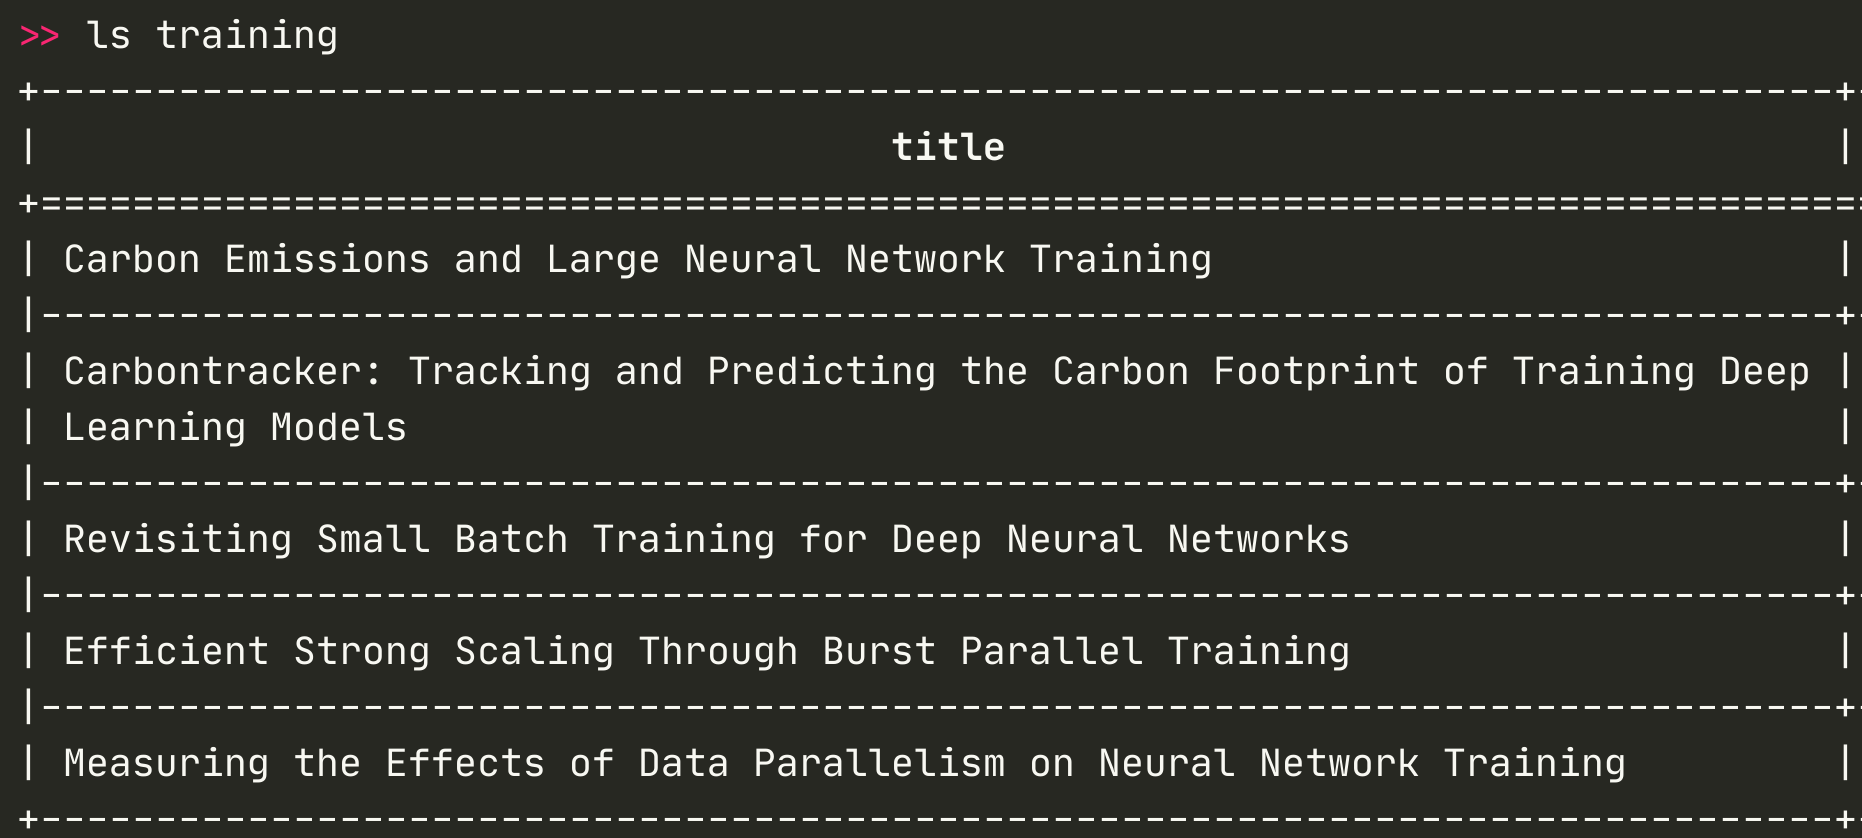 >> ls training
+------------------------------------------------------------------------------+-
|                                     title                                    |
+===============================================================================
| Carbon Emissions and Large Neural Network Training                           |
|------------------------------------------------------------------------------+-
| Carbontracker: Tracking and Predicting the Carbon Footprint of Training Deep |
| Learning Models                                                              |
|------------------------------------------------------------------------------+-
| Revisiting Small Batch Training for Deep Neural Networks                     |
|------------------------------------------------------------------------------+-
| Efficient Strong Scaling Through Burst Parallel Training                     |
|------------------------------------------------------------------------------+-
| Measuring the Effects of Data Parallelism on Neural Network Training         |
+------------------------------------------------------------------------------+-